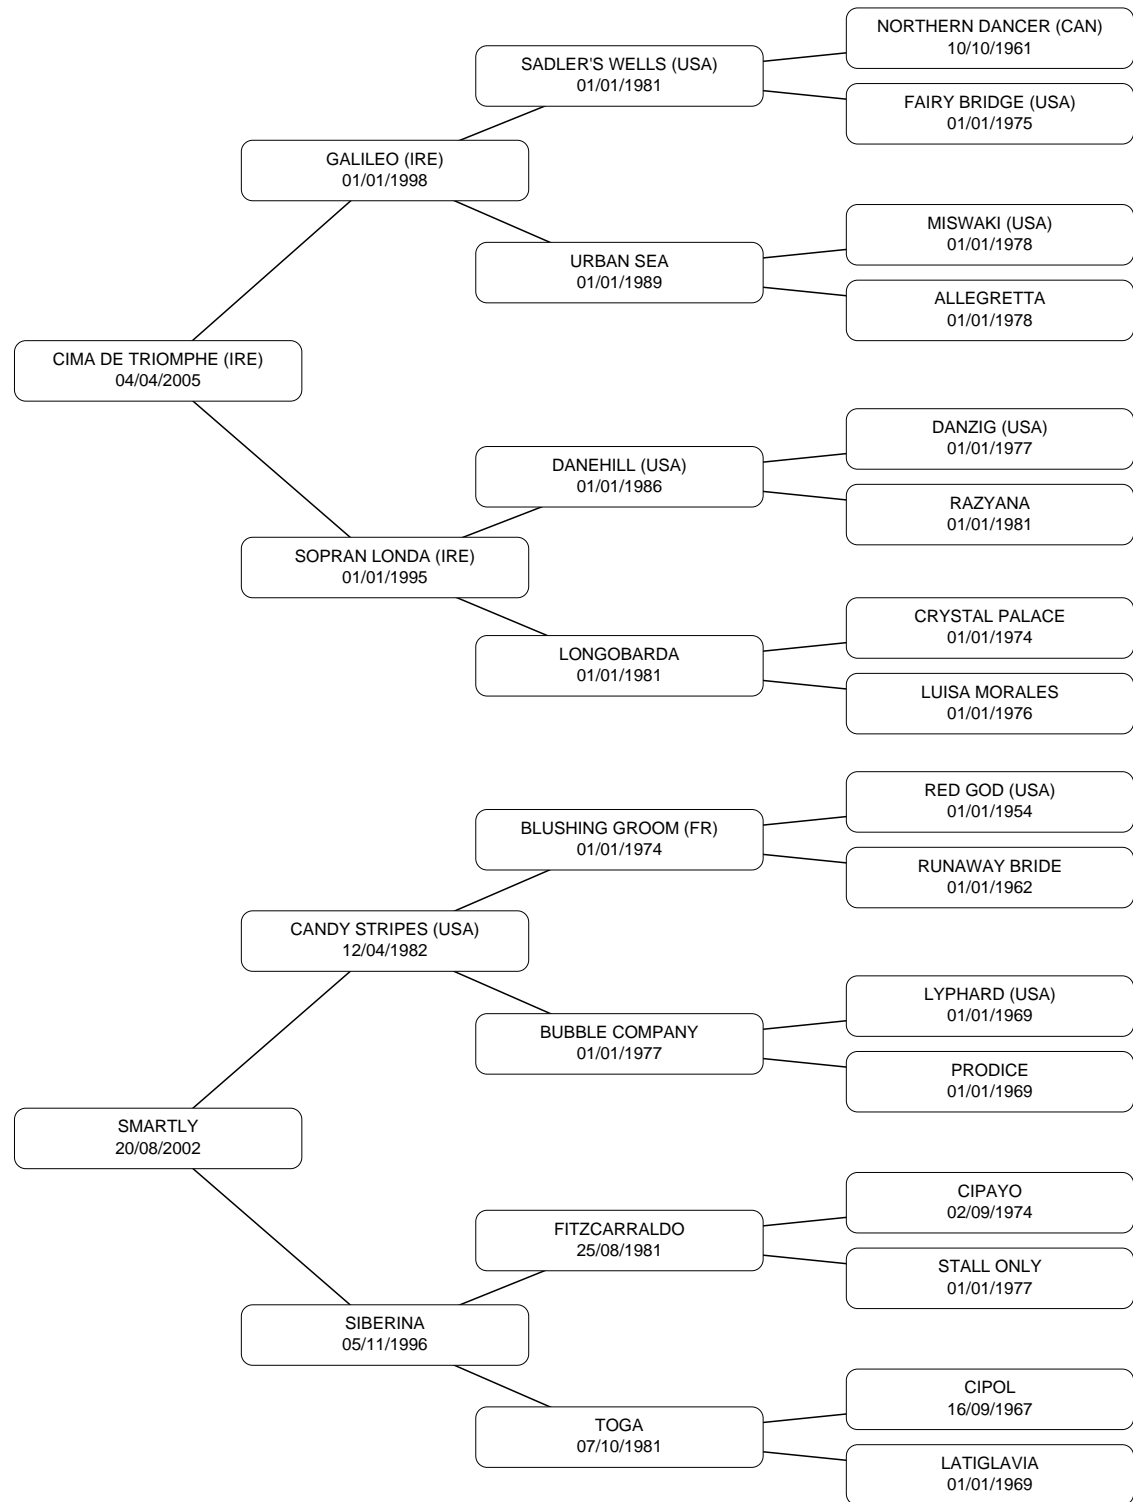 NORTHERN DANCER (CAN)
10/10/1961
SADLER'S WELLS (USA)
01/01/1981
FAIRY BRIDGE (USA)
01/01/1975
GALILEO (IRE)
01/01/1998
MISWAKI (USA)
01/01/1978
URBAN SEA
01/01/1989
ALLEGRETTA
01/01/1978
CIMA DE TRIOMPHE (IRE)
04/04/2005
DANZIG (USA)
01/01/1977
DANEHILL (USA)
01/01/1986
RAZYANA
01/01/1981
SOPRAN LONDA (IRE)
01/01/1995
CRYSTAL PALACE
01/01/1974
LONGOBARDA
01/01/1981
LUISA MORALES
01/01/1976
RED GOD (USA)
01/01/1954
BLUSHING GROOM (FR)
01/01/1974
RUNAWAY BRIDE
01/01/1962
CANDY STRIPES (USA)
12/04/1982
LYPHARD (USA)
01/01/1969
BUBBLE COMPANY
01/01/1977
PRODICE
01/01/1969
SMARTLY
20/08/2002
CIPAYO
02/09/1974
FITZCARRALDO
25/08/1981
STALL ONLY
01/01/1977
SIBERINA
05/11/1996
CIPOL
16/09/1967
TOGA
07/10/1981
LATIGLAVIA
01/01/1969